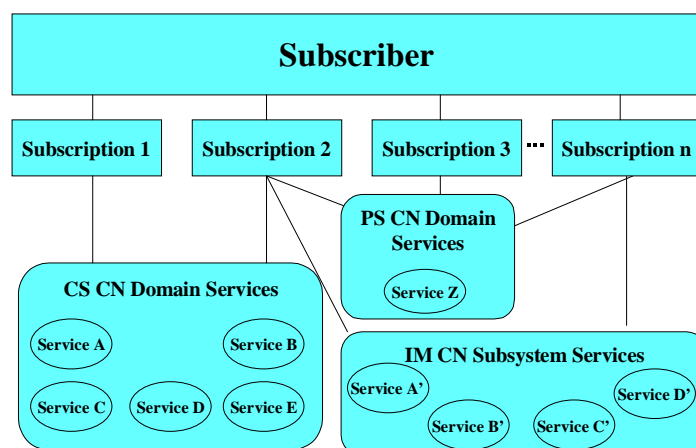 Subscriber
Subscription 1
Subscription 2
Subscription 3
...
Subscription n
PS CN Domain
Services
Service Z
CS CN Domain Services
Service A
Service B
Service C
Service D
Service E
IM CN Subsystem Services
Service A’
Service D’
Service B’
Service C’